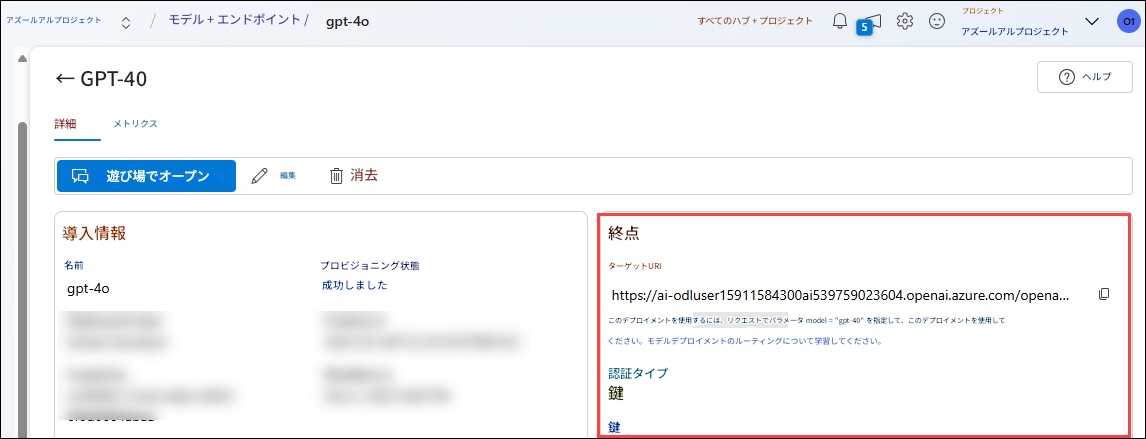 アズールアルプロジェクト / モデル + エンドポイント / gpt-4o すべてのハブ + プロジェクト 5 プロジェクト アズールアルプロジェクト O1
← GPT-40 ヘルプ
詳細 メトリクス
遊び場でオープン 編集 消去
導入情報
名前 プロビジョニング状態
gpt-4o 成功しました
終点
ターゲットURI
https://ai-odluser15911584300ai539759023604.openai.azure.com/opena...
このデプロイメントを使用するには、リクエストでパラメータ model = "gpt-40" を指定して、このデプロイメントを使用して
ください。モデルデプロイメントのルーティングについて学習してください。
認証タイプ
鍵
鍵